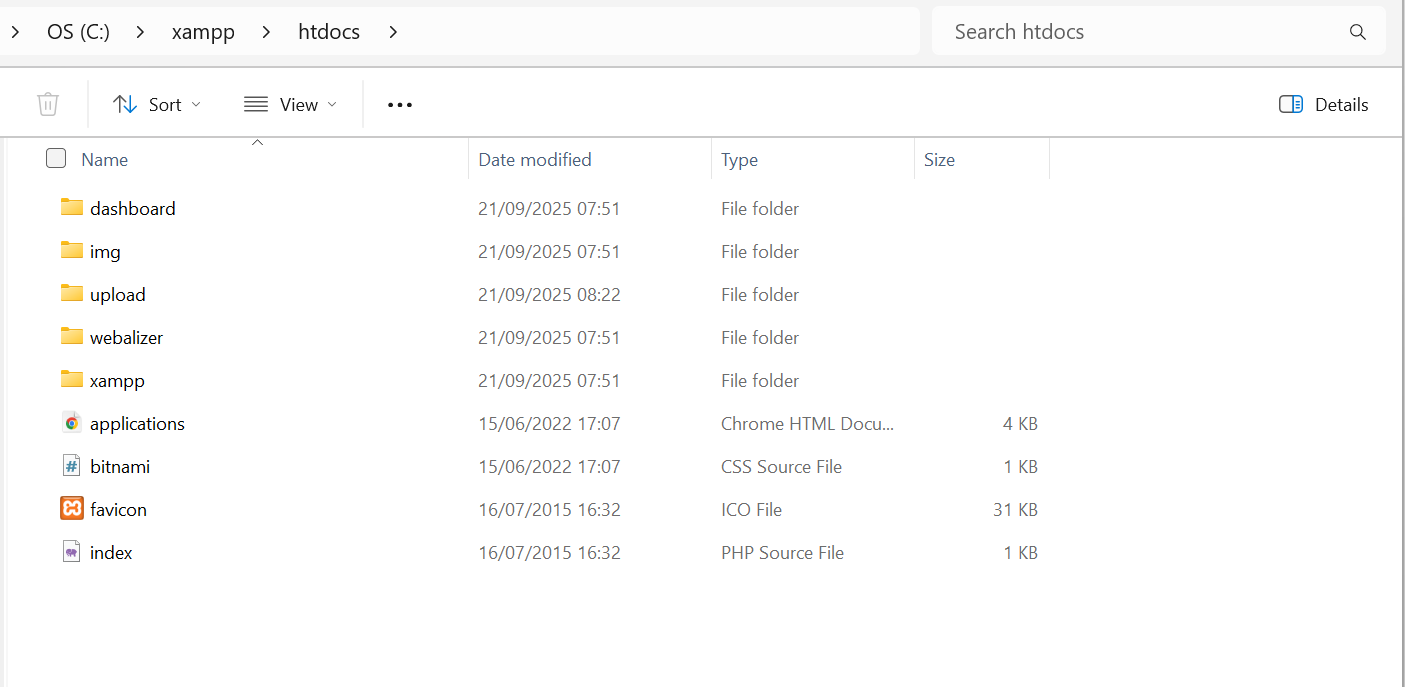 OS (C:) xampp htdocs Search htdocs
Sort View Details
Name Date modified Type Size
dashboard 21/09/2025 07:51 File folder
img 21/09/2025 07:51 File folder
upload 21/09/2025 08:22 File folder
webalizer 21/09/2025 07:51 File folder
xampp 21/09/2025 07:51 File folder
applications 15/06/2022 17:07 Chrome HTML Docu... 4 KB
bitnami 15/06/2022 17:07 CSS Source File 1 KB
favicon 16/07/2015 16:32 ICO File 31 KB
index 16/07/2015 16:32 PHP Source File 1 KB